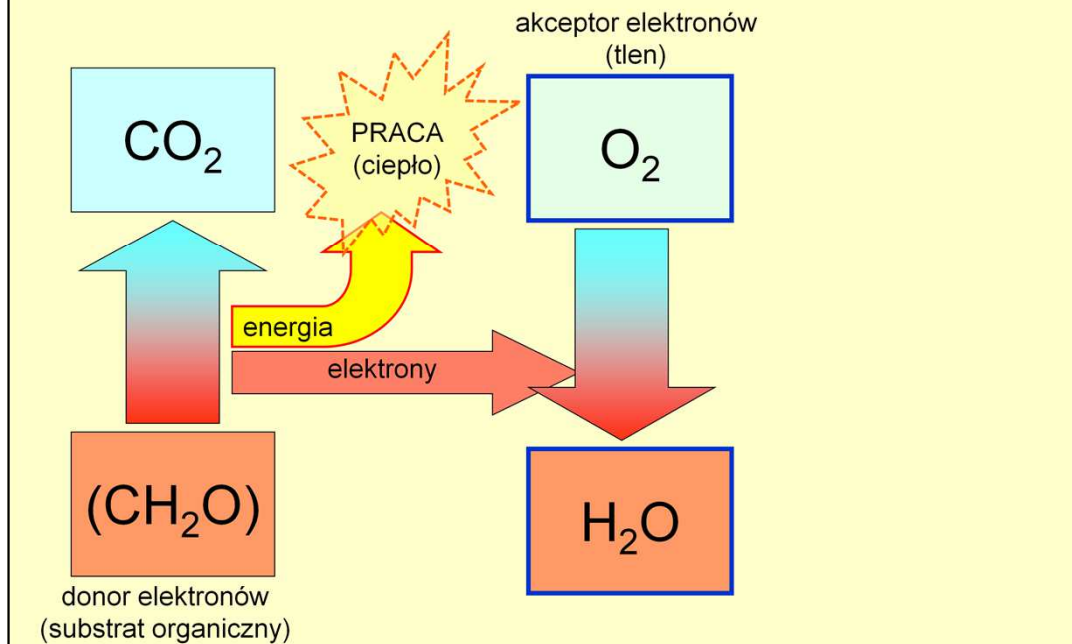 akceptor elektronów
(tlen)
CO₂
PRACA
(ciepło)
O₂
energia
elektrony
(CH₂O)
H₂O
donor elektronów
(substrat organiczny)